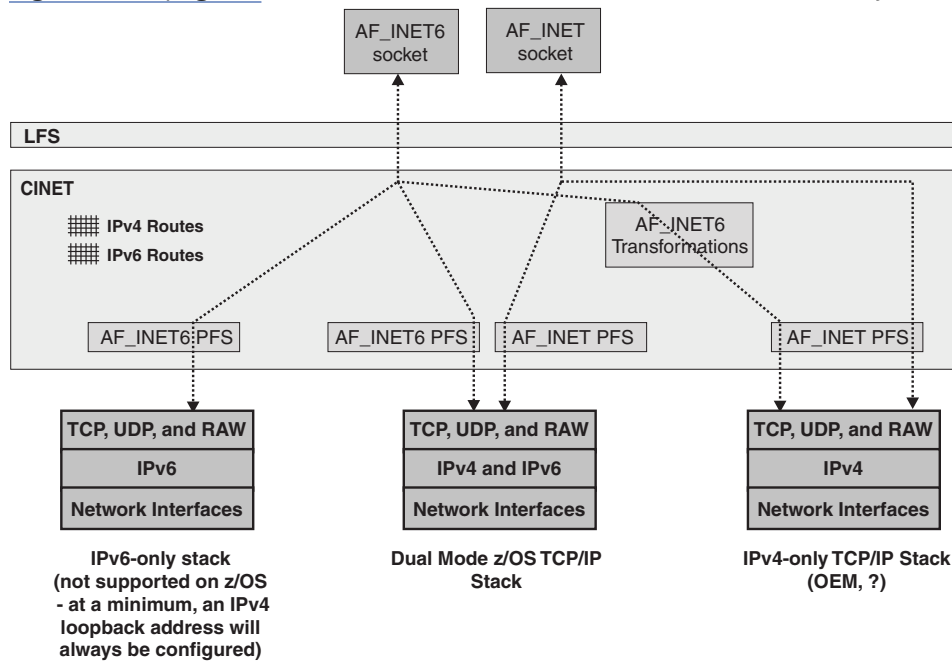 AF_INET6
socket
AF_INET
socket
LFS
CINET
IPv4 Routes
IPv6 Routes
AF_INET6
Transformations
AF_INET6 PFS
AF_INET6 PFS
AF_INET PFS
AF_INET PFS
TCP, UDP, and RAW
IPv6
Network Interfaces
TCP, UDP, and RAW
IPv4 and IPv6
Network Interfaces
TCP, UDP, and RAW
IPv4
Network Interfaces
IPv6-only stack
(not supported on z/OS
- at a minimum, an IPv4
loopback address will
always be configured)
Dual Mode z/OS TCP/IP
Stack
IPv4-only TCP/IP Stack
(OEM, ?)